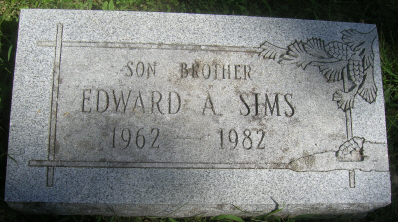 SON BROTHER
EDWARD A. SIMS
1962 1982